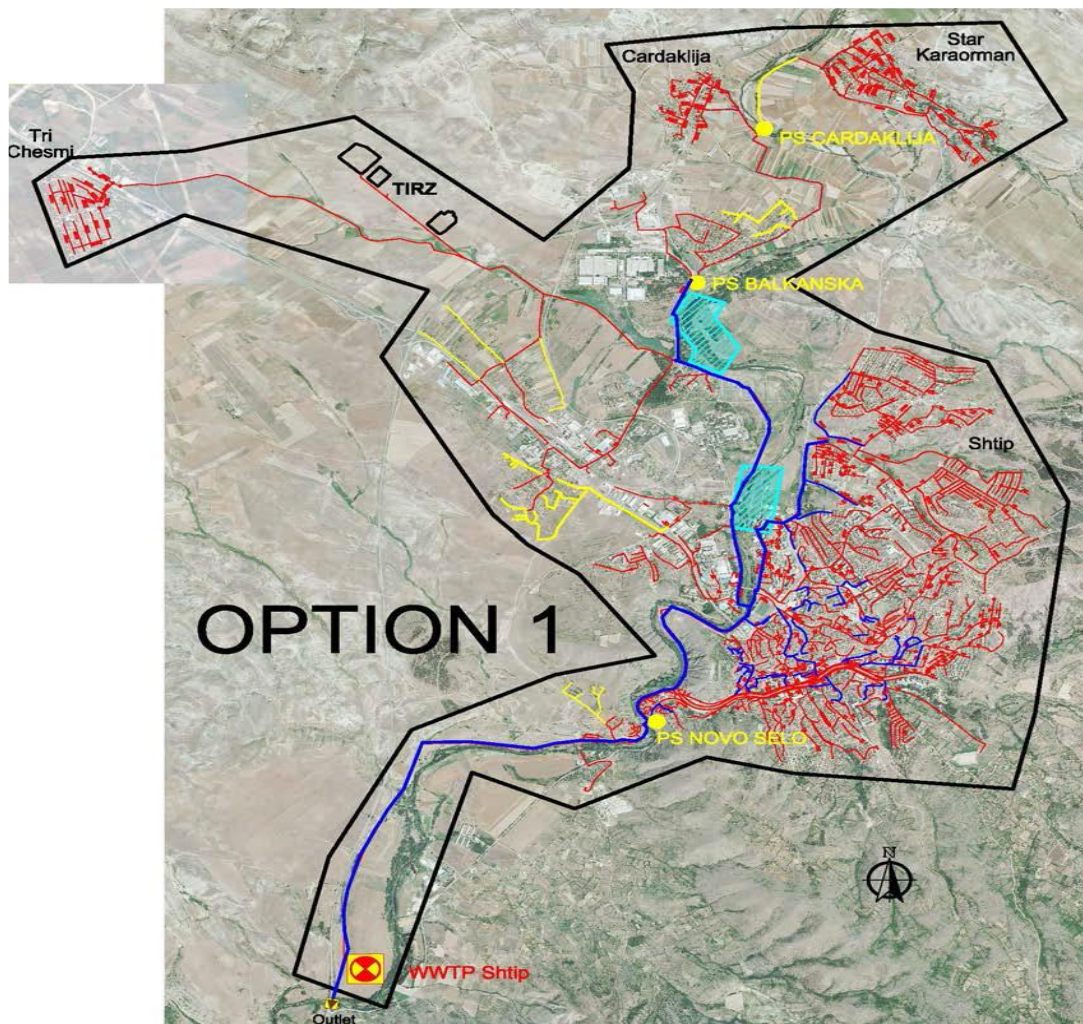 Cardaklija
Star
Karaorman
Tri
Chesmi
PS CARDAKLIJA
TIRZ
PS BALKANSKA
Shtip
OPTION 1
PS NOVO SELO
N
WWTP Shtip
Outlet